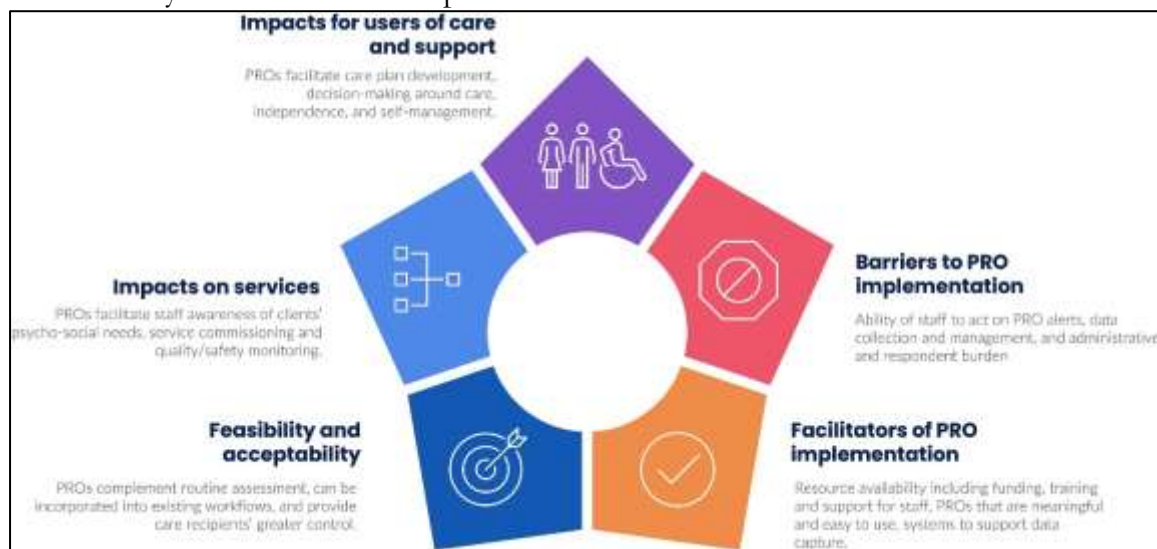 Impacts for users of care
and support
PROs facilitate care plan development,
decision-making around care,
independence, and self-management.
Barriers to PRO
implementation
Ability of staff to act on PRO alerts, data
collection and management, and administrative
and respondent burden
Impacts on services
PROs facilitate staff awareness of clients'
psycho-social needs, service commissioning and
quality/safety monitoring.
Feasibility and
acceptability
PROs complement routine assessment, can be
incorporated into existing workflows, and provide
care recipients' greater control.
Facilitators of PRO
implementation
Resource availability including funding, training
and support for staff, PROs that are meaningful
and easy to use, systems to support data
capture.